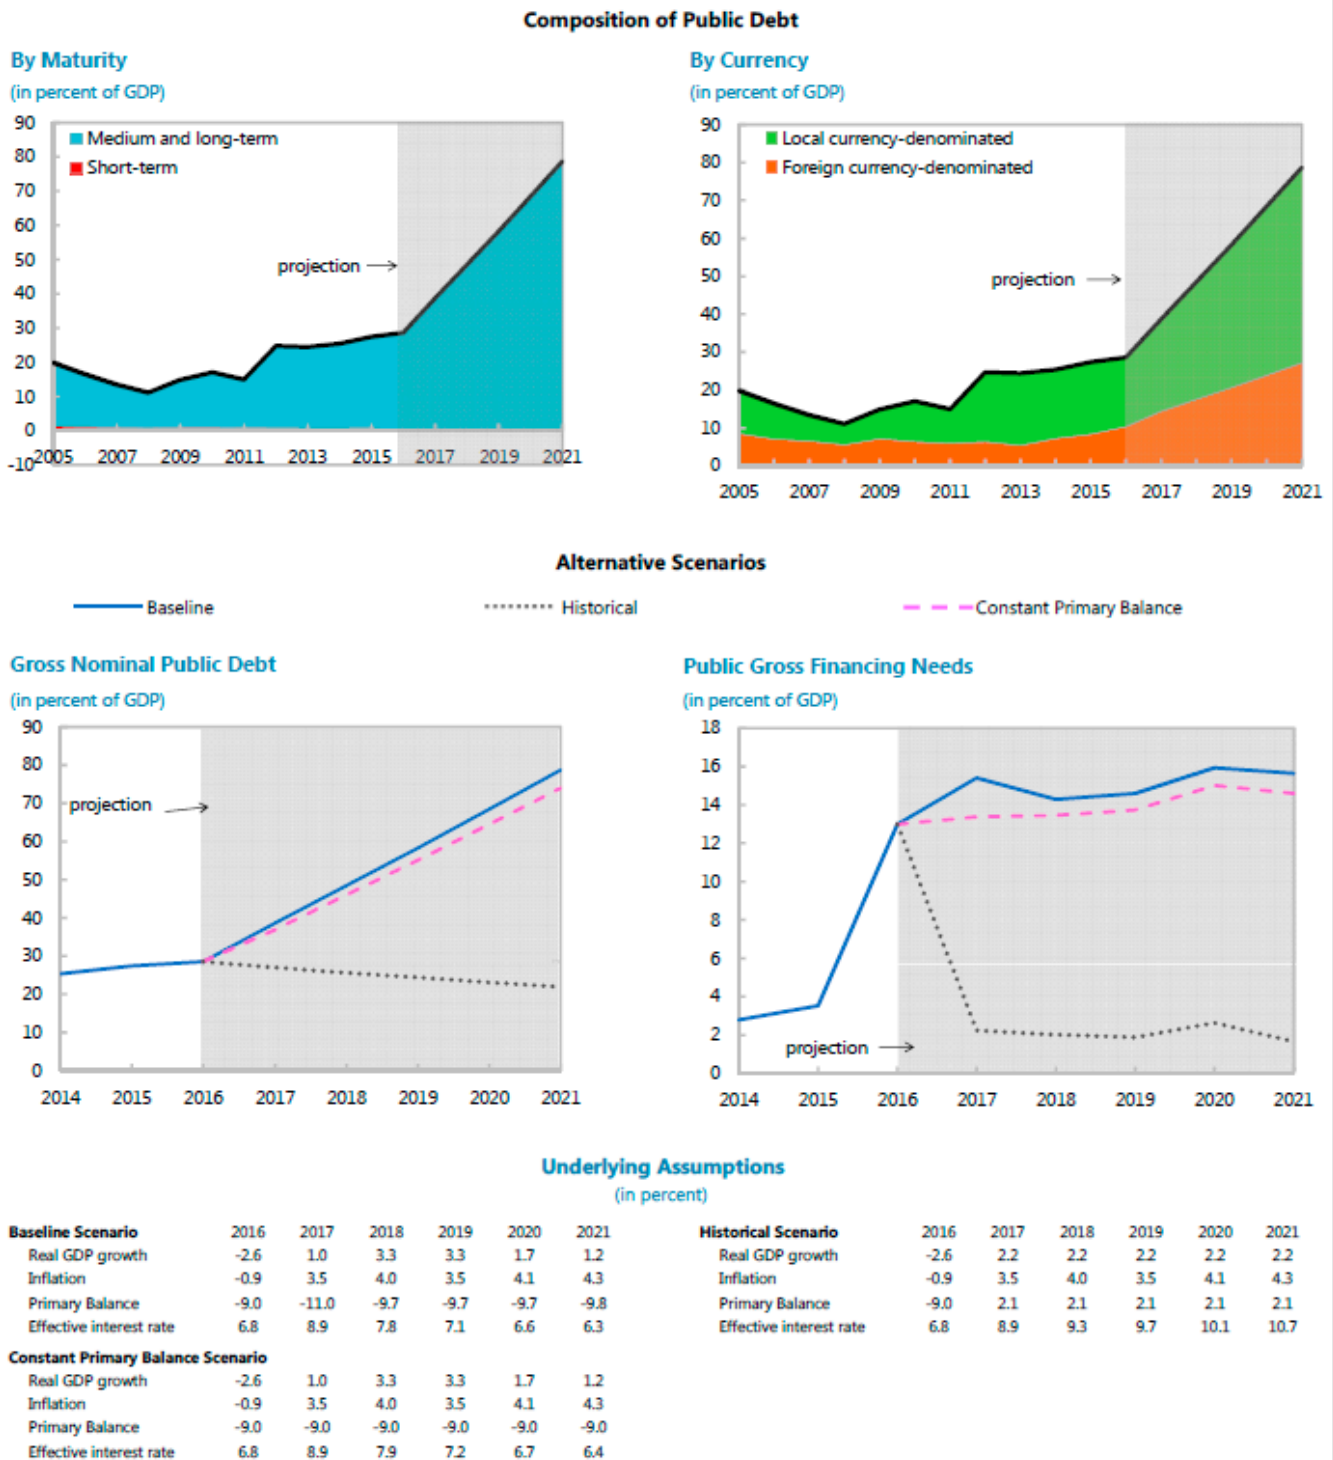 Composition of Public Debt
By Maturity
(in percent of GDP)
90
80
70
60
50
40
30
20
10
0
-10
Medium and long-term
Short-term
projection
2005 2007 2009 2011 2013 2015 2017 2019 2021
By Currency
(in percent of GDP)
90
80
70
60
50
40
30
20
10
0
Local currency-denominated
Foreign currency-denominated
projection
2005 2007 2009 2011 2013 2015 2017 2019 2021
Alternative Scenarios
Baseline Historical Constant Primary Balance
Gross Nominal Public Debt
(in percent of GDP)
90
80
70
60
50
40
30
20
10
0
projection
2014 2015 2016 2017 2018 2019 2020 2021
Public Gross Financing Needs
(in percent of GDP)
18
16
14
12
10
8
6
4
2
0
projection
2014 2015 2016 2017 2018 2019 2020 2021
Underlying Assumptions
(in percent)
Baseline Scenario 2016 2017 2018 2019 2020 2021
Real GDP growth -2.6 1.0 3.3 3.3 1.7 1.2
Inflation -0.9 3.5 4.0 3.5 4.1 4.3
Primary Balance -9.0 -11.0 -9.7 -9.7 -9.7 -9.8
Effective interest rate 6.8 8.9 7.8 7.1 6.6 6.3
Constant Primary Balance Scenario
Real GDP growth -2.6 1.0 3.3 3.3 1.7 1.2
Inflation -0.9 3.5 4.0 3.5 4.1 4.3
Primary Balance -9.0 -9.0 -9.0 -9.0 -9.0 -9.0
Effective interest rate 6.8 8.9 7.9 7.2 6.7 6.4
Historical Scenario 2016 2017 2018 2019 2020 2021
Real GDP growth -2.6 2.2 2.2 2.2 2.2 2.2
Inflation -0.9 3.5 4.0 3.5 4.1 4.3
Primary Balance -9.0 2.1 2.1 2.1 2.1 2.1
Effective interest rate 6.8 8.9 9.3 9.7 10.1 10.7